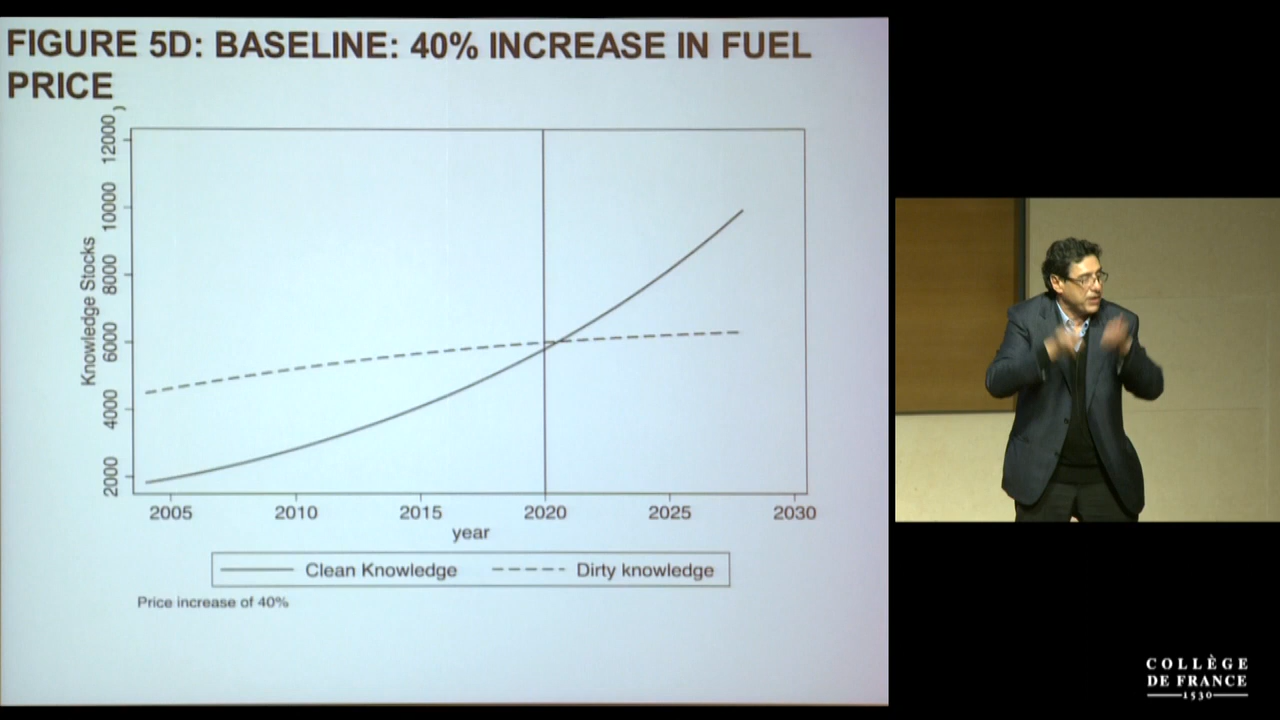 FIGURE 5D: BASELINE: 40% INCREASE IN FUEL
PRICE
12000
10000
8000
6000
4000
2000
Knowledge Stocks
2005 2010 2015 2020 2025 2030
year
Clean Knowledge Dirty knowledge
Price increase of 40%
COLLÈGE
DE FRANCE
1530